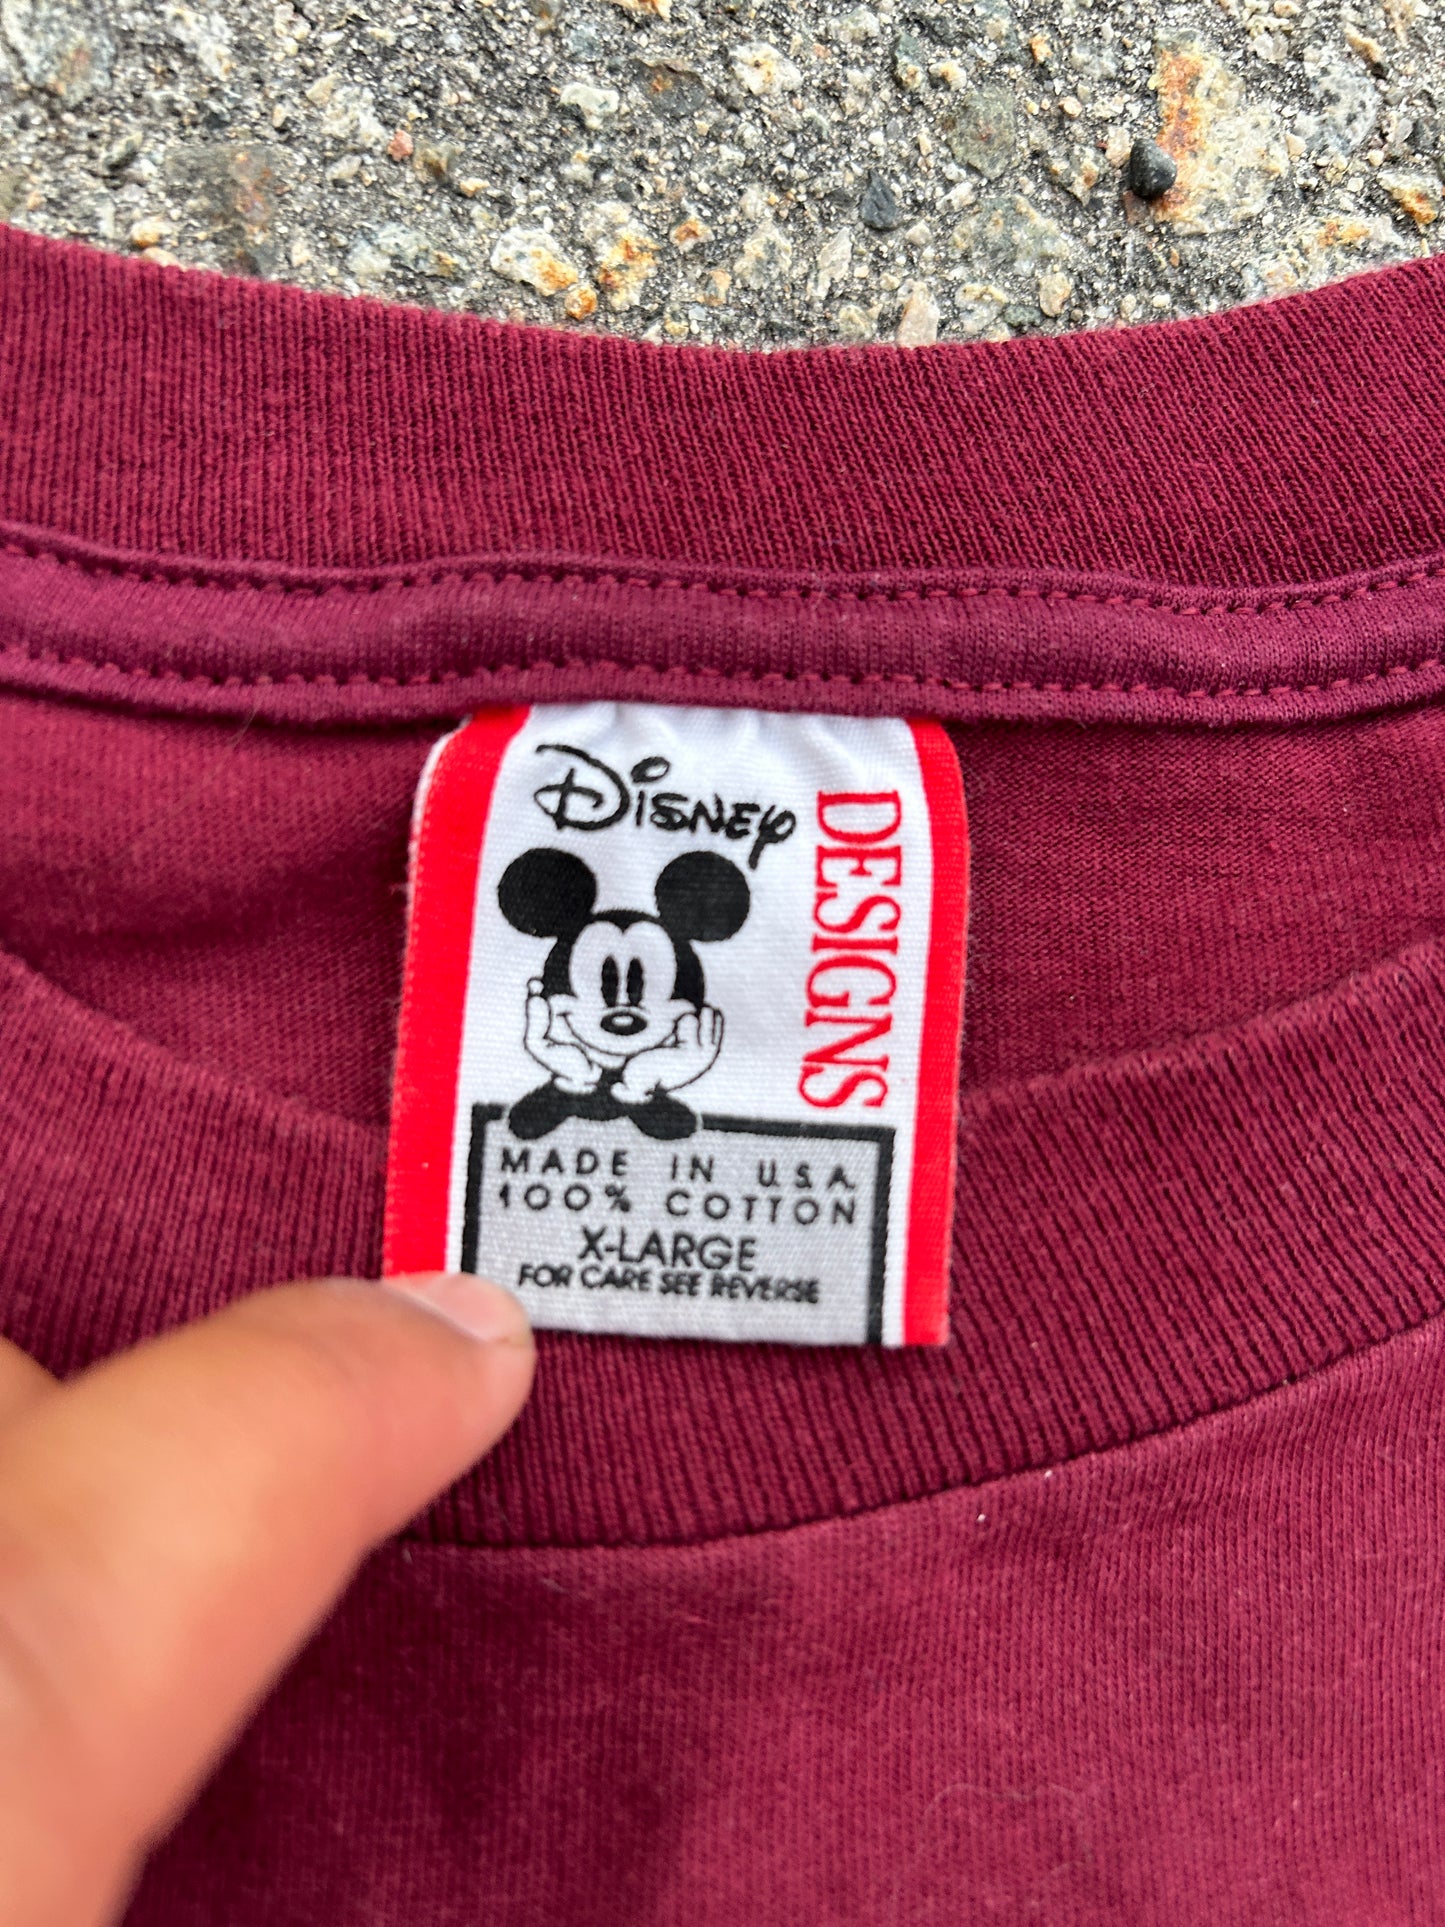 Disney
DESIGNS
MADE IN U.S.A.
100% COTTON
X-LARGE
FOR CARE SEE REVERSE